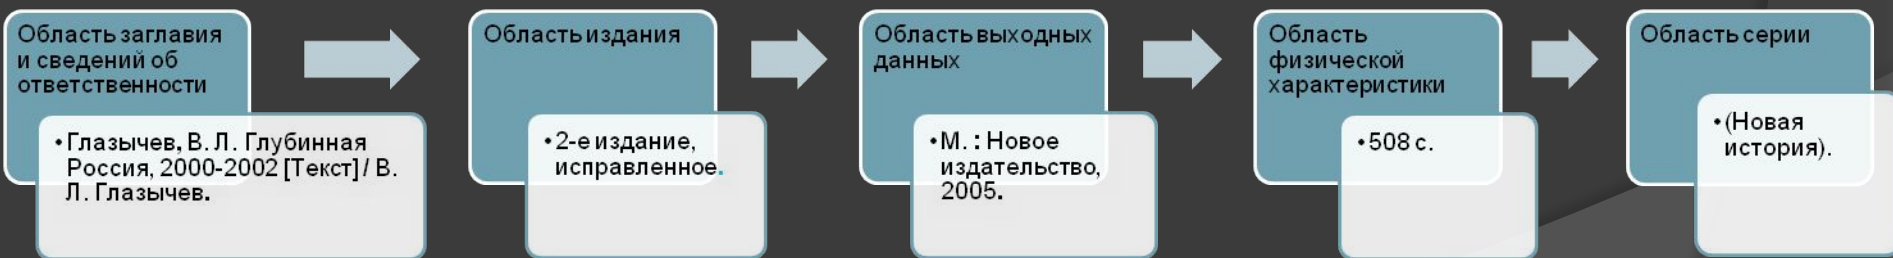 Область заглавия
и сведений об
ответственности
• Глазычев, В. Л. Глубинная
Россия, 2000-2002 [Текст] / В.
Л. Глазычев.
Область издания
• 2-е издание,
исправленное.
Область выходных
данных
• М. : Новое
издательство,
2005.
Область
физической
характеристики
• 508 с.
Область серии
• (Новая
история).